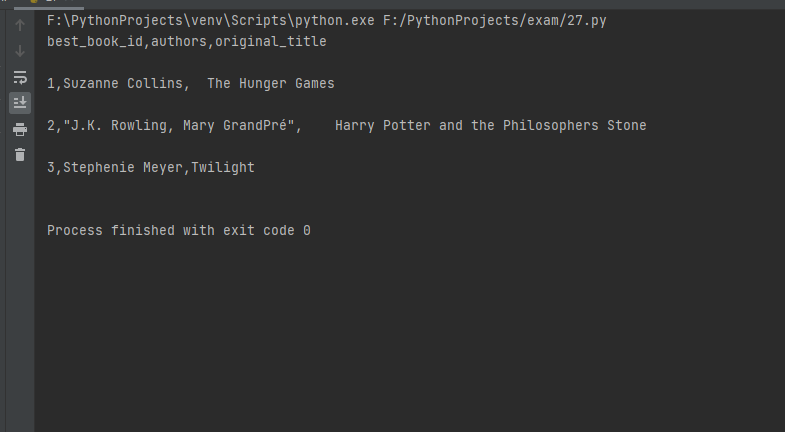 F:\PythonProjects\venv\Scripts\python.exe F:/PythonProjects/exam/27.py
best_book_id,authors,original_title
1,Suzanne Collins,  The Hunger Games
2,"J.K. Rowling, Mary GrandPré",    Harry Potter and the Philosophers Stone
3,Stephenie Meyer,Twilight
Process finished with exit code 0